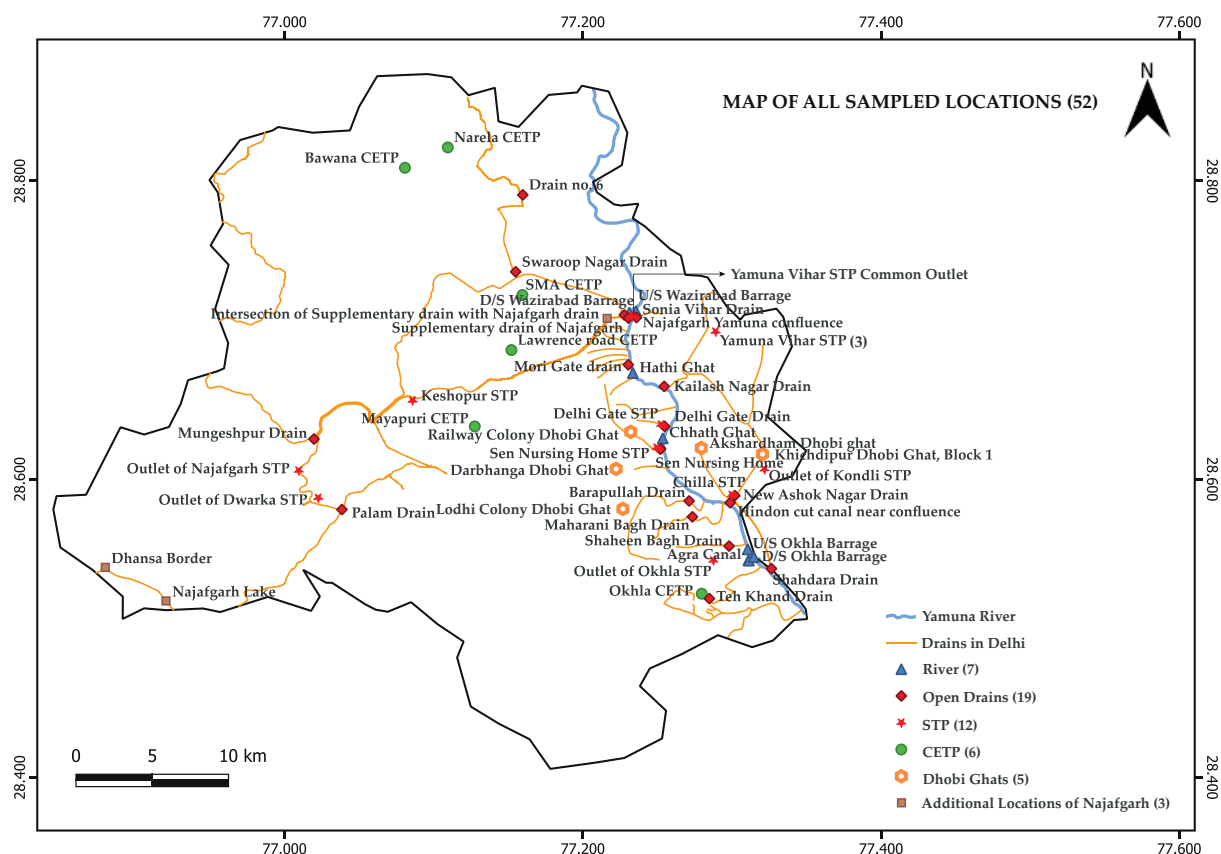 77.000
77.200
77.400
77.600
N
MAP OF ALL SAMPLED LOCATIONS (52)
Narela CETP
Bawana CETP
28.800
28.800
Drain no. 6
Swaroop Nagar Drain
Yamuna Vihar STP Common Outlet
SMA CETP
U/S Wazirabad Barrage
D/S Wazirabad Barrage
Sonia Vihar Drain
Intersection of Supplementary drain with Najafgarh drain
Najafgarh Yamuna confluence
Supplementary drain of Najafgarh
Lawrence road CETP
Yamuna Vihar STP (3)
Mori Gate drain
Hathi Ghat
Kailash Nagar Drain
Keshopur STP
Delhi Gate STP
Delhi Gate Drain
Mayapuri CETP
Mungeshpur Drain
Railway Colony Dhobi Ghat
Chhath Ghat
Akshardham Dhobi ghat
Sen Nursing Home STP
Khichdipur Dhobi Ghat, Block 1
Sen Nursing Home
Outlet of Najafgarh STP
Darbhanga Dhobi Ghat
Outlet of Kondli STP
28.600
28.600
Chilla STP
Barapullah Drain
New Ashok Nagar Drain
Outlet of Dwarka STP
Palam Drain
Lodhi Colony Dhobi Ghat
Hindon cut canal near confluence
Maharani Bagh Drain
Shaheen Bagh Drain
U/S Okhla Barrage
Agra Canal
D/S Okhla Barrage
Dhansa Border
Outlet of Okhla STP
Shahdara Drain
Najafgarh Lake
Okhla CETP
Teh Khand Drain
Yamuna River
Drains in Delhi
River (7)
Open Drains (19)
STP (12)
CETP (6)
Dhobi Ghats (5)
Additional Locations of Najafgarh (3)
0 5 10 km
28.400
28.400
77.000
77.200
77.400
77.600